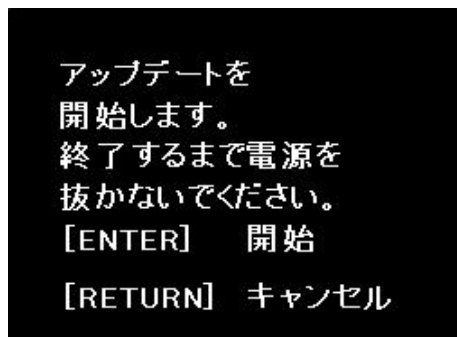 アップデートを
開始します。
終了するまで電源を
抜かないでください。
[ENTER] 開始
[RETURN] キャンセル